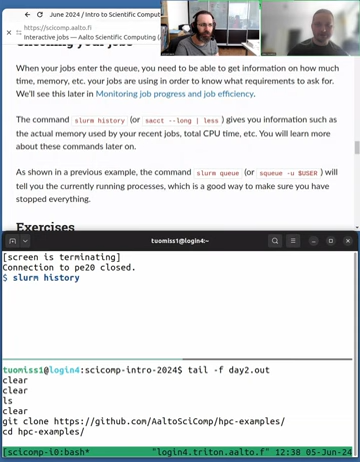 June 2024 / Intro to Scientific Compute
https://scicomp.aalto.fi
Interactive jobs — Aalto Scientific Computing (A
Checking your jobs
When your jobs enter the queue, you need to be able to get information on how much
time, memory, etc. your jobs are using in order to know what requirements to ask for.
We'll see this later in Monitoring job progress and job efficiency.
The command slurm history (or sacct --long | less ) gives you information such as
the actual memory used by your recent jobs, total CPU time, etc. You will learn more
about these commands later on.
As shown in a previous example, the command slurm queue (or squeue -u $USER ) will
tell you the currently running processes, which is a good way to make sure you have
stopped everything.
Exercises
tuomiss1@login4:~
[screen is terminating]
Connection to pe20 closed.
$ slurm history
tuomiss1@login4:scicomp-intro-2024$ tail -f day2.out
clear
clear
ls
clear
git clone https://github.com/AaltoSciComp/hpc-examples/
cd hpc-examples/
[scicomp-i0:bash* "login4.triton.aalto.f" 12:38 05-Jun-24